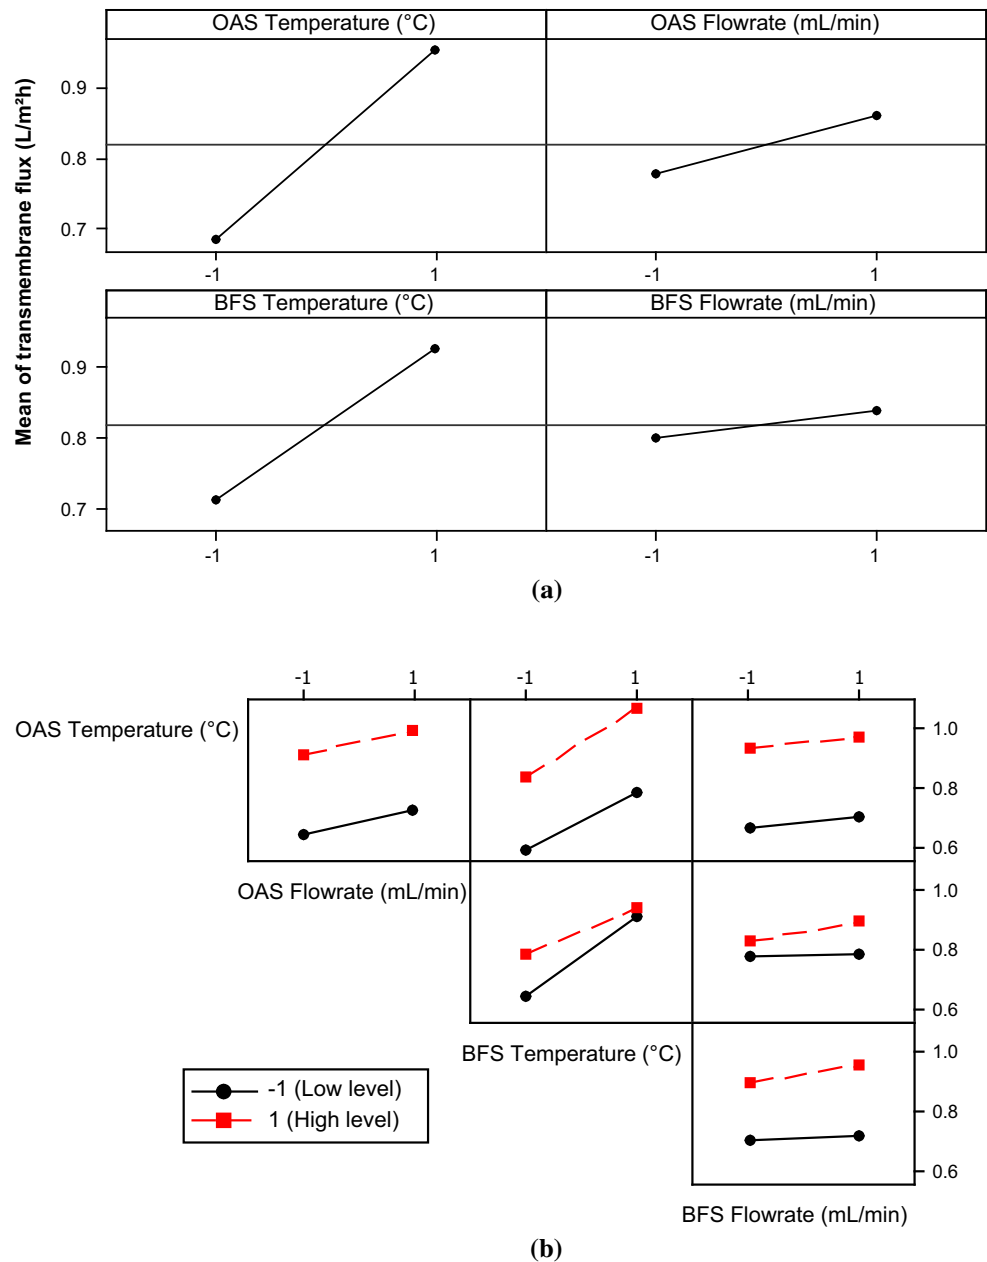 OAS Temperature (°C) OAS Flowrate (mL/min)
Mean of transmembrane flux (L/m²h)
0.9
0.8
0.7
-1 1 -1 1
BFS Temperature (°C) BFS Flowrate (mL/min)
0.9
0.8
0.7
-1 1 -1 1
(a)
-1 1 -1 1 -1 1
OAS Temperature (°C)
1.0
0.8
0.6
OAS Flowrate (mL/min)
1.0
0.8
0.6
BFS Temperature (°C)
1.0
0.8
0.6
-1 (Low level)
1 (High level)
BFS Flowrate (mL/min)
(b)